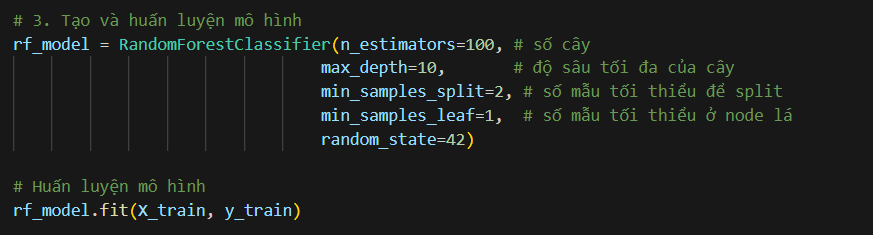 # 3. Tạo và huấn luyện mô hình
rf_model = RandomForestClassifier(n_estimators=100, # số cây
max_depth=10, # độ sâu tối đa của cây
min_samples_split=2, # số mẫu tối thiểu để split
min_samples_leaf=1, # số mẫu tối thiểu ở node lá
random_state=42)
# Huấn luyện mô hình
rf_model.fit(X_train, y_train)